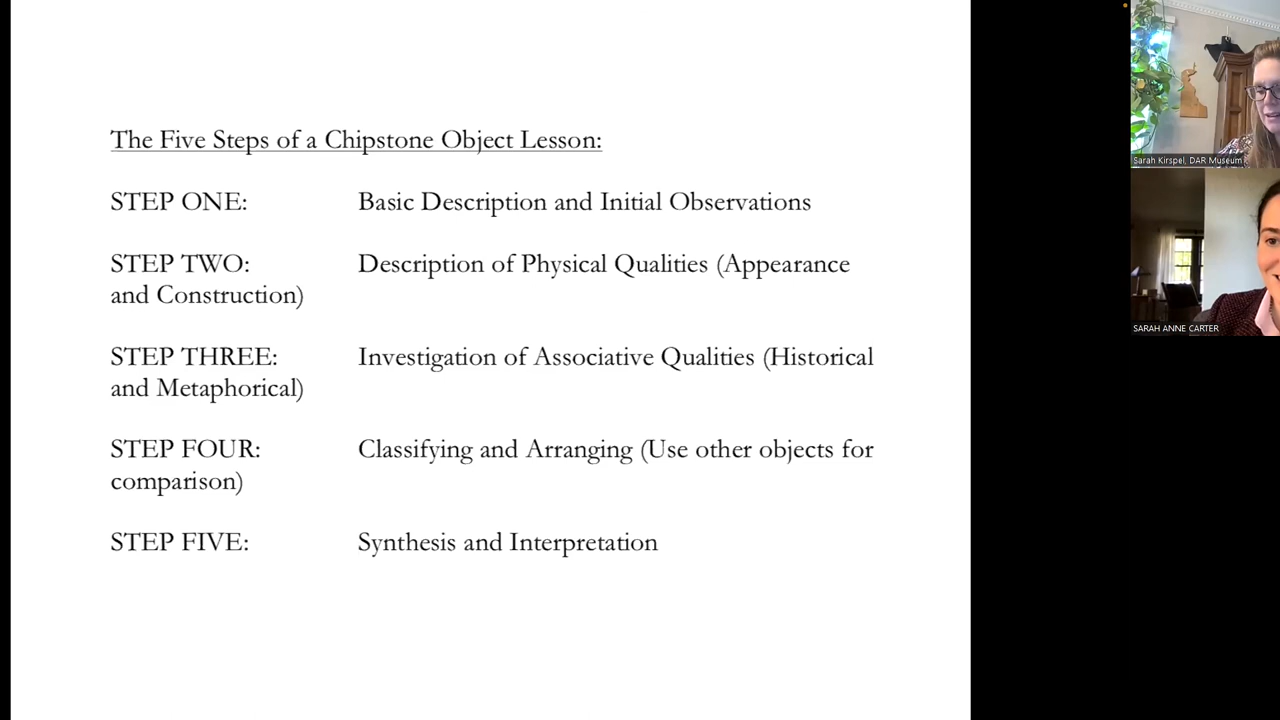 The Five Steps of a Chipstone Object Lesson:
STEP ONE: Basic Description and Initial Observations
STEP TWO: Description of Physical Qualities (Appearance
and Construction)
STEP THREE: Investigation of Associative Qualities (Historical
and Metaphorical)
STEP FOUR: Classifying and Arranging (Use other objects for
comparison)
STEP FIVE: Synthesis and Interpretation
Sarah Kirspel, DAR Museum
SARAH ANNE CARTER